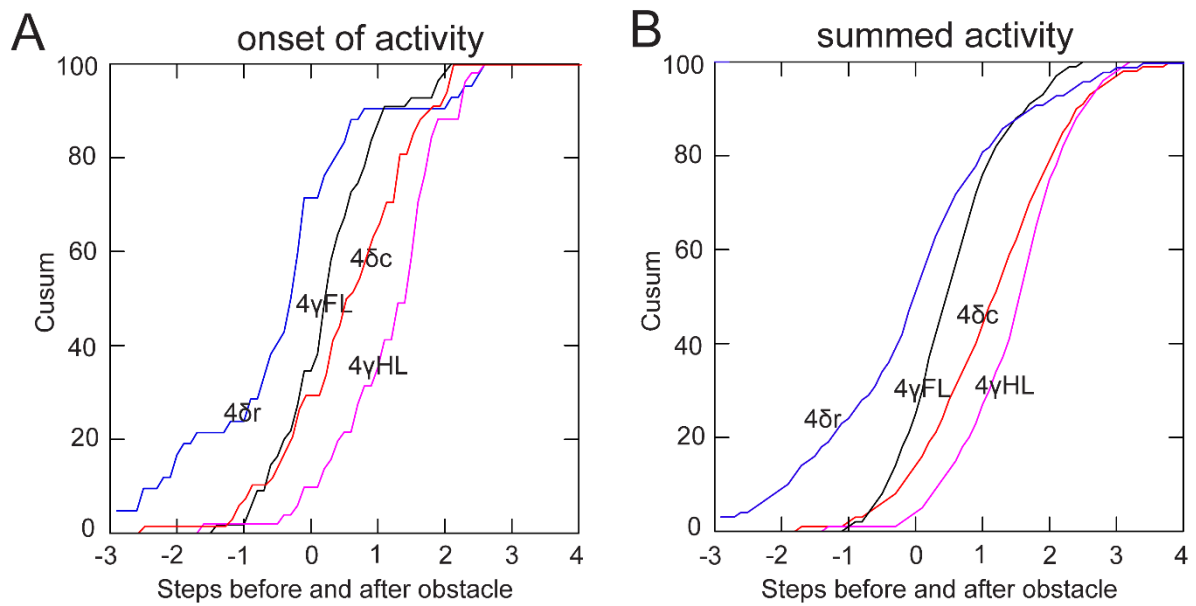 A
onset of activity
100
80
60
40
20
0
Cusum
4δr
4γFL
4δc
4γHL
-3 -2 -1 0 1 2 3 4
Steps before and after obstacle
B
summed activity
100
80
60
40
20
0
Cusum
4δr
4γFL
4δc
4γHL
-3 -2 -1 0 1 2 3 4
Steps before and after obstacle